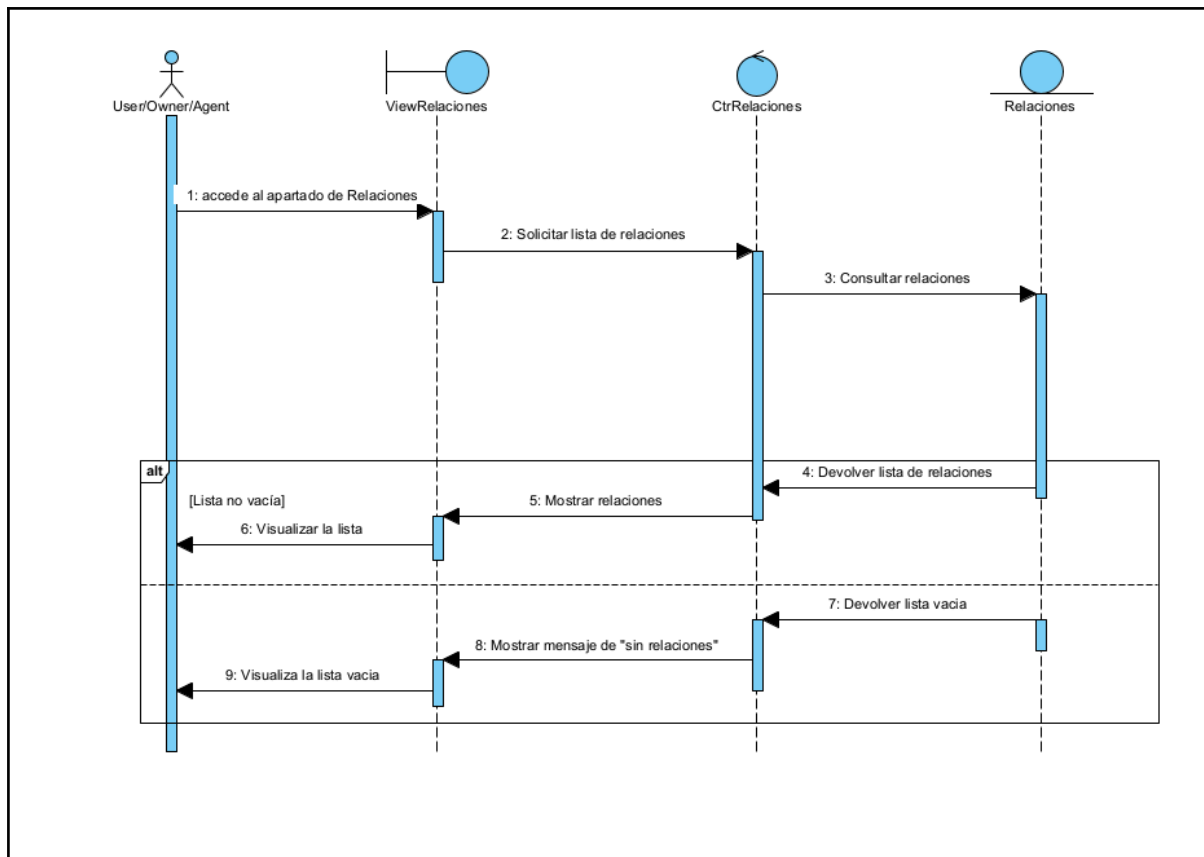 User/Owner/Agent
ViewRelaciones
CtrRelaciones
Relaciones
1: accede al apartado de Relaciones
2: Solicitar lista de relaciones
3: Consultar relaciones
alt
4: Devolver lista de relaciones
[Lista no vacía]
5: Mostrar relaciones
6: Visualizar la lista
7: Devolver lista vacia
8: Mostrar mensaje de "sin relaciones"
9: Visualiza la lista vacia